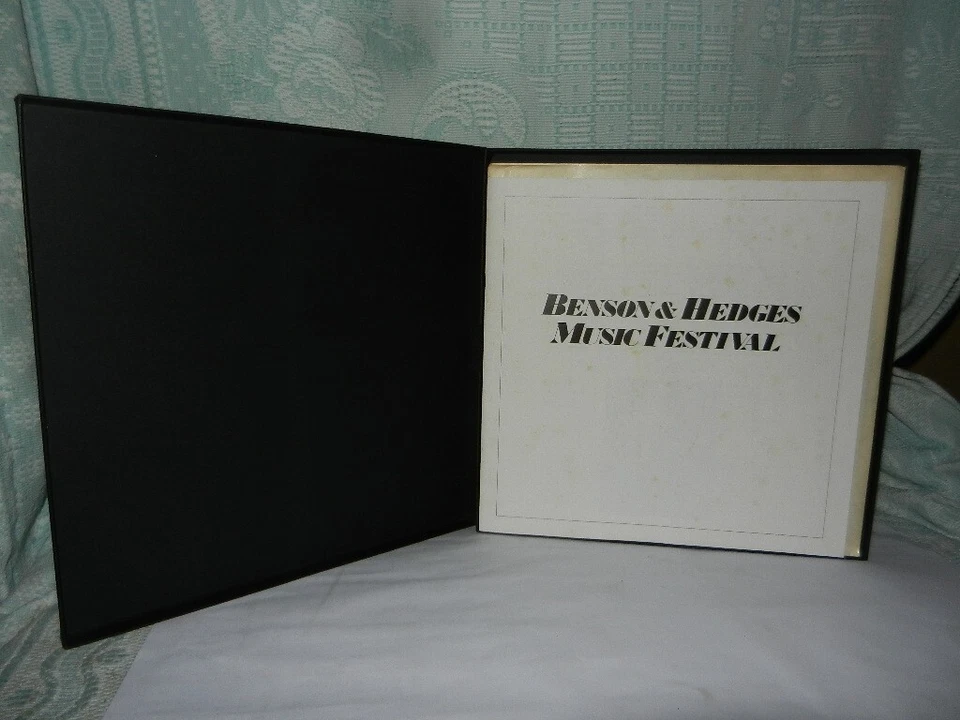 BENSON & HEDGES
MUSIC FESTIVAL